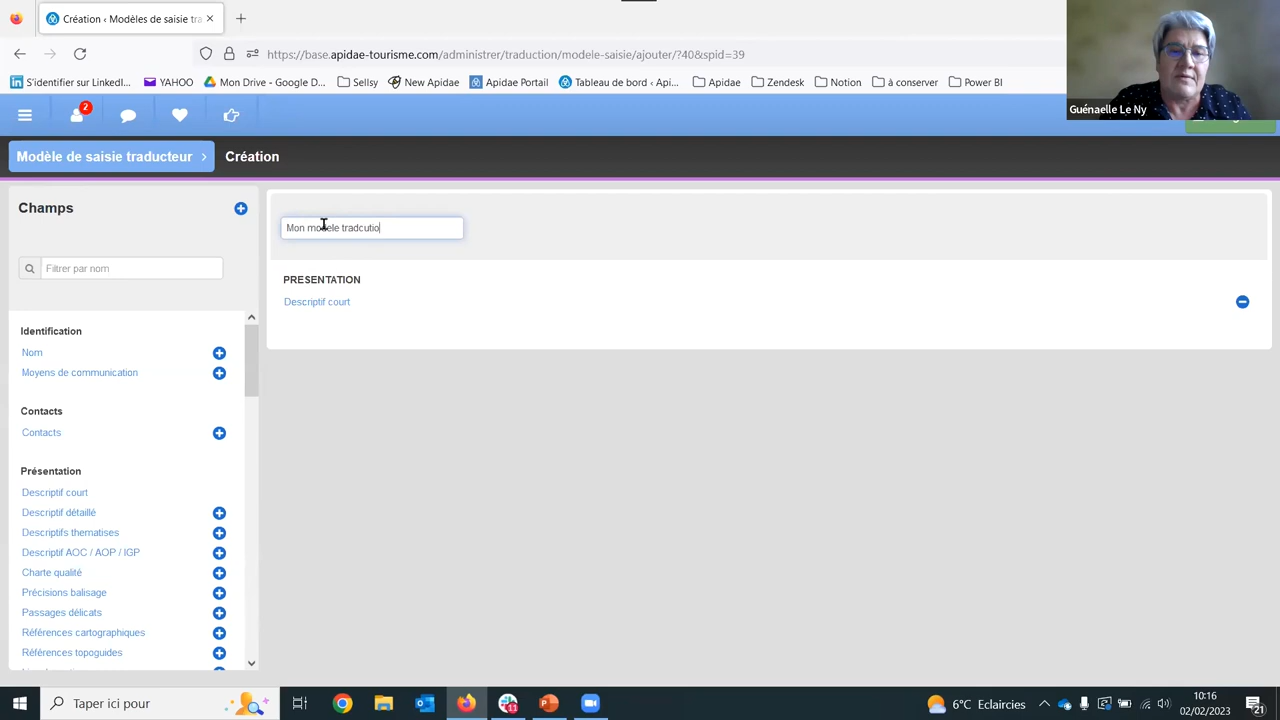 Création ‹ Modèles de saisie tra
https://base.apidae-tourisme.com/administrer/traduction/modele-saisie/ajouter/?40&spid=39
S'identifier sur LinkedI...
YAHOO
Mon Drive - Google D...
Sellsy
New Apidae
Apidae Portail
Tableau de bord ‹ Api...
Apidae
Zendesk
Notion
à conserver
Power BI
Guénaelle Le Ny
2
Modèle de saisie traducteur
Création
Champs
Mon modele tradcutio
Filtrer par nom
PRESENTATION
Descriptif court
Identification
Nom
Moyens de communication
Contacts
Contacts
Présentation
Descriptif court
Descriptif détaillé
Descriptifs thematises
Descriptif AOC / AOP / IGP
Charte qualité
Précisions balisage
Passages délicats
Références cartographiques
Références topoguides
Taper ici pour
13
6°C Eclaircies
10:16
02/02/2023
21